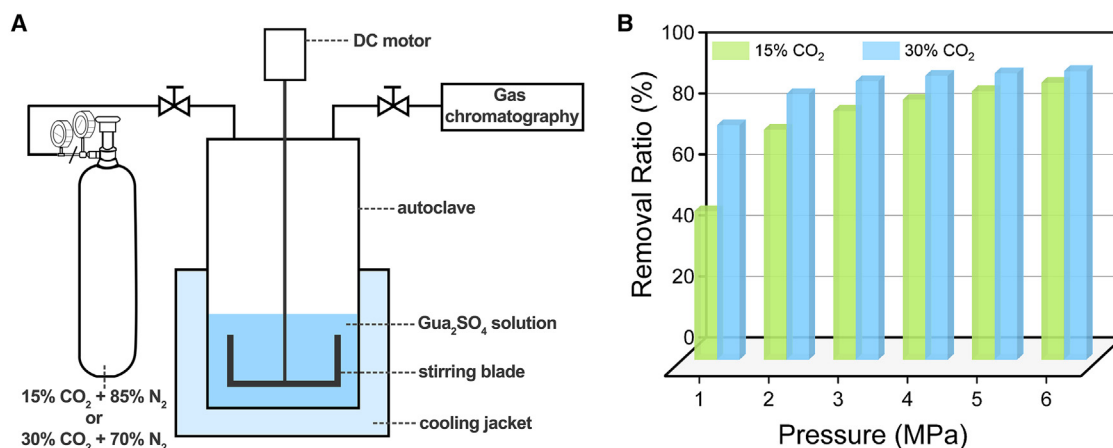 A
DC motor
Gas
chromatography
autoclave
Gua₂SO₄ solution
stirring blade
cooling jacket
15% CO₂ + 85% N₂
or
30% CO₂ + 70% N₂
B
15% CO₂
30% CO₂
Removal Ratio (%)
100
80
60
40
20
0
1 2 3 4 5 6
Pressure (MPa)